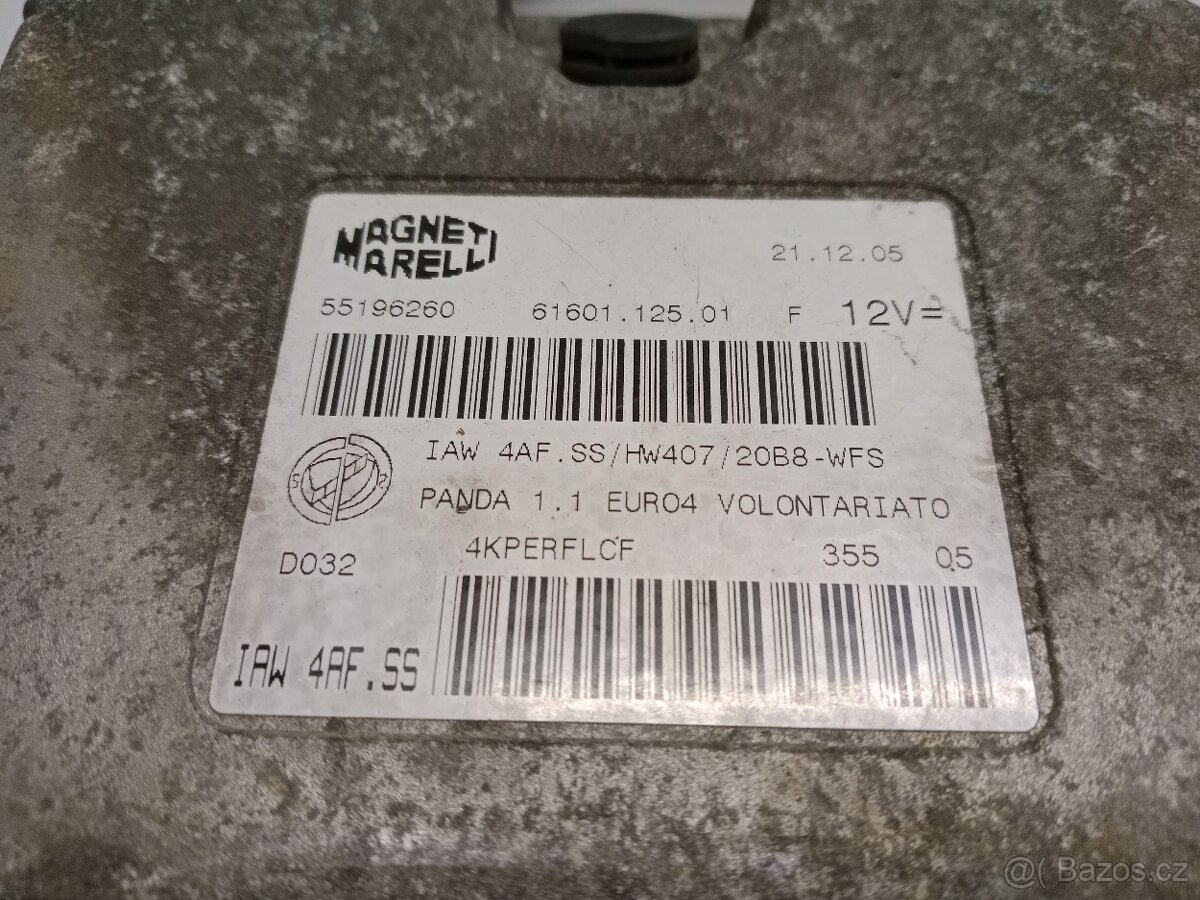 MAGNETI
MARELLI
21.12.05
55196260 61601.125.01 F 12V=
IAW 4AF.SS/HW407/20B8-WFS
S R
PANDA 1.1 EURO4 VOLONTARIATO
D032 4KPERFLCF 355 05
IAW 4AF.SS
@( Bazos.cz